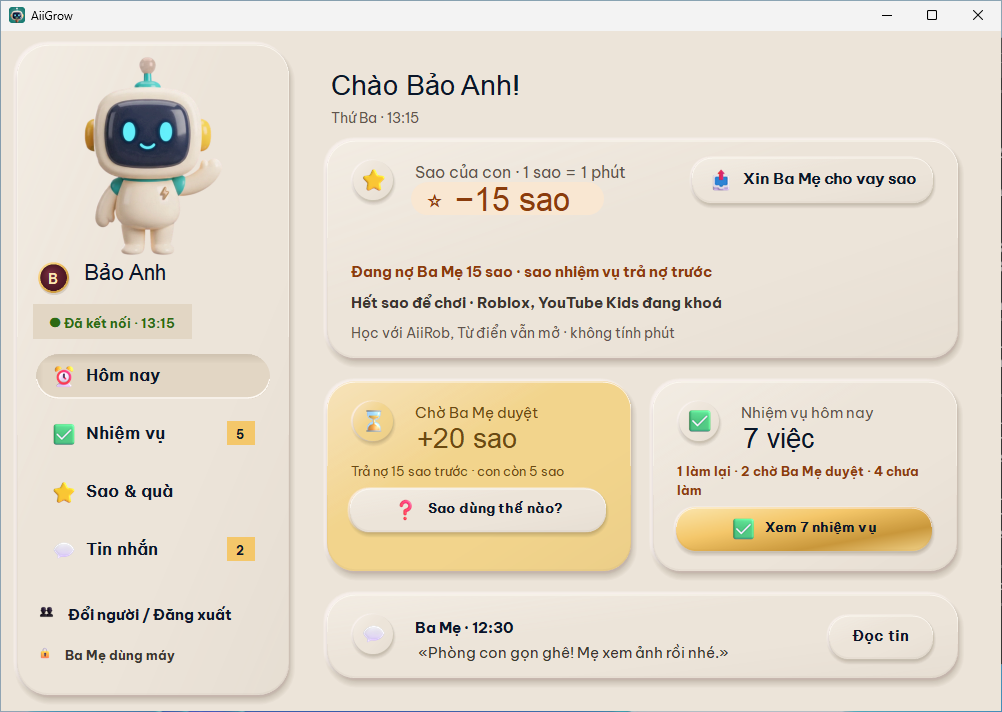 AiiGrow
B
Bảo Anh
Đã kết nối · 13:15
Hôm nay
Nhiệm vụ 5
Sao & quà
Tin nhắn 2
Đổi người / Đăng xuất
Ba Mẹ dùng máy
Chào Bảo Anh!
Thứ Ba · 13:15
Sao của con · 1 sao = 1 phút
☆ −15 sao
Xin Ba Mẹ cho vay sao
Đang nợ Ba Mẹ 15 sao · sao nhiệm vụ trả nợ trước
Hết sao để chơi · Roblox, YouTube Kids đang khoá
Học với AiiRob, Từ điển vẫn mở · không tính phút
Chờ Ba Mẹ duyệt
+20 sao
Trả nợ 15 sao trước · con còn 5 sao
❓ Sao dùng thế nào?
Nhiệm vụ hôm nay
7 việc
1 làm lại · 2 chờ Ba Mẹ duyệt · 4 chưa
làm
Xem 7 nhiệm vụ
Ba Mẹ · 12:30
«Phòng con gọn ghê! Mẹ xem ảnh rồi nhé.»
Đọc tin